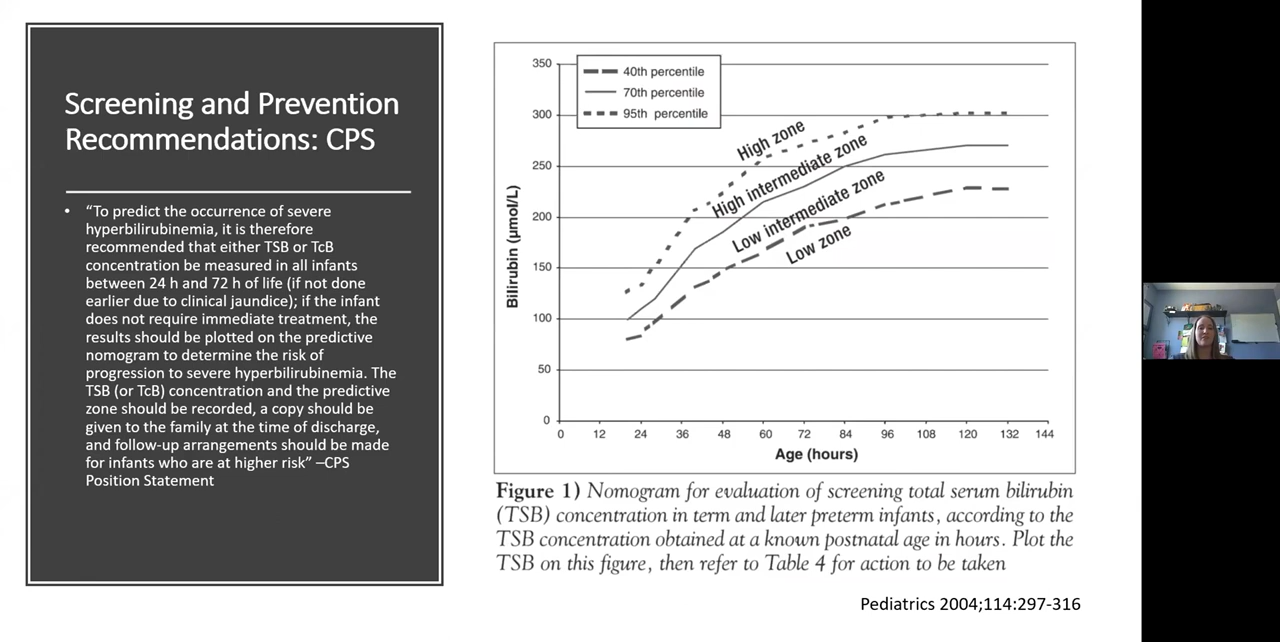 Screening and Prevention
Recommendations: CPS
• “To predict the occurrence of severe
hyperbilirubinemia, it is therefore
recommended that either TSB or TcB
concentration be measured in all infants
between 24 h and 72 h of life (if not done
earlier due to clinical jaundice); if the infant
does not require immediate treatment, the
results should be plotted on the predictive
nomogram to determine the risk of
progression to severe hyperbilirubinemia. The
TSB (or TcB) concentration and the predictive
zone should be recorded, a copy should be
given to the family at the time of discharge,
and follow-up arrangements should be made
for infants who are at higher risk” –CPS
Position Statement
40th percentile
70th percentile
95th percentile
350
300
250
200
150
100
50
0
Bilirubin (µmol/L)
High zone
High intermediate zone
Low intermediate zone
Low zone
0 12 24 36 48 60 72 84 96 108 120 132 144
Age (hours)
Figure 1) Nomogram for evaluation of screening total serum bilirubin
(TSB) concentration in term and later preterm infants, according to the
TSB concentration obtained at a known postnatal age in hours. Plot the
TSB on this figure, then refer to Table 4 for action to be taken
Pediatrics 2004;114:297-316